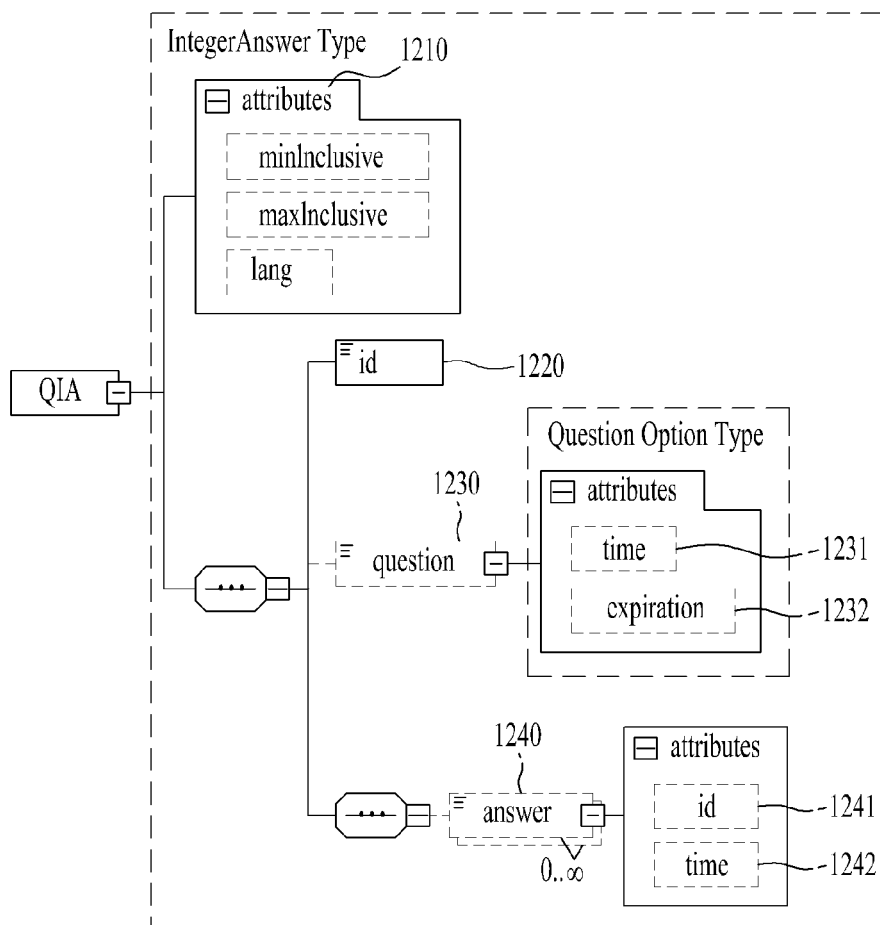 IntegerAnswer Type
1210
attributes
minInclusive
maxInclusive
lang
QIA
id
1220
Question Option Type
1230
attributes
question
time
1231
expiration
1232
1240
attributes
answer
id
1241
0..∞
time
1242